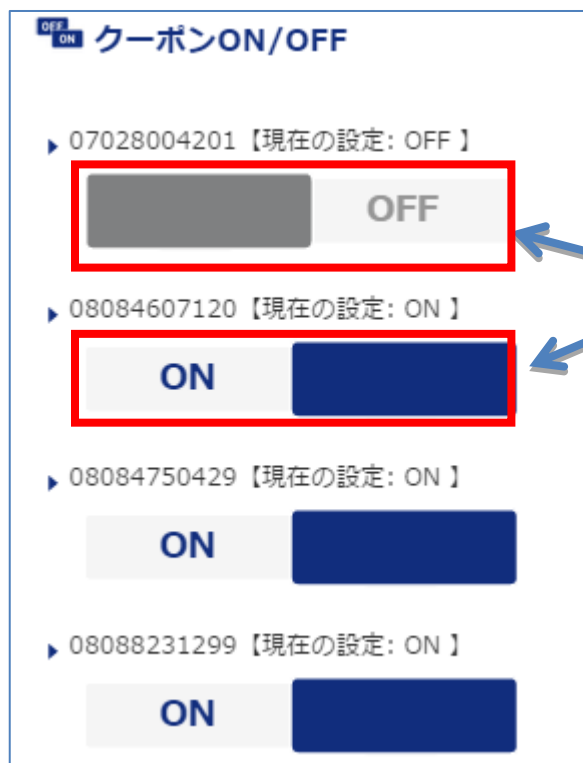 OFF
ON
クーポンON/OFF
07028004201【現在の設定: OFF 】
OFF
08084607120【現在の設定: ON 】
ON
08084750429【現在の設定: ON 】
ON
08088231299【現在の設定: ON 】
ON